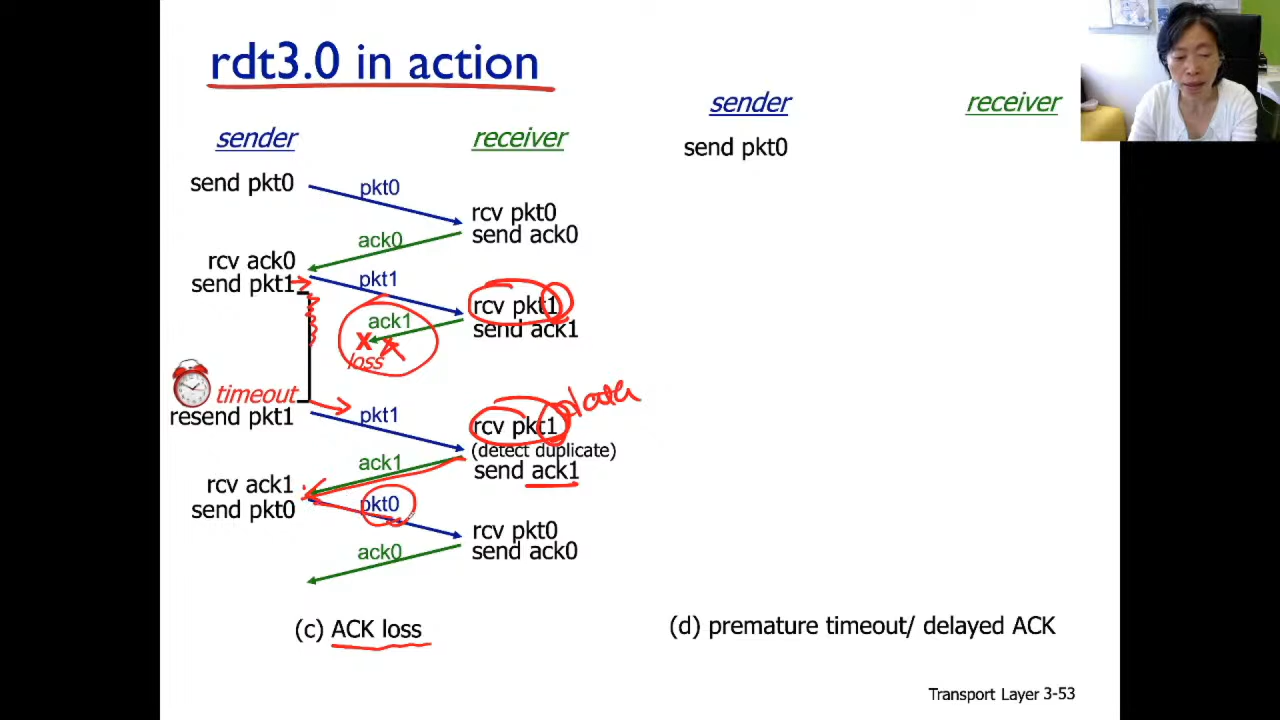 rdt3.0 in action
sender
receiver
send pkt0
pkt0
rcv pkt0
send ack0
ack0
rcv ack0
send pkt1
pkt1
rcv pkt1
send ack1
ack1
X
loss
timeout
resend pkt1
pkt1
rcv pkt1
(detect duplicate)
send ack1
ack1
rcv ack1
send pkt0
pkt0
rcv pkt0
send ack0
ack0
(c) ACK loss
sender
receiver
send pkt0
(d) premature timeout/ delayed ACK
Transport Layer 3-53